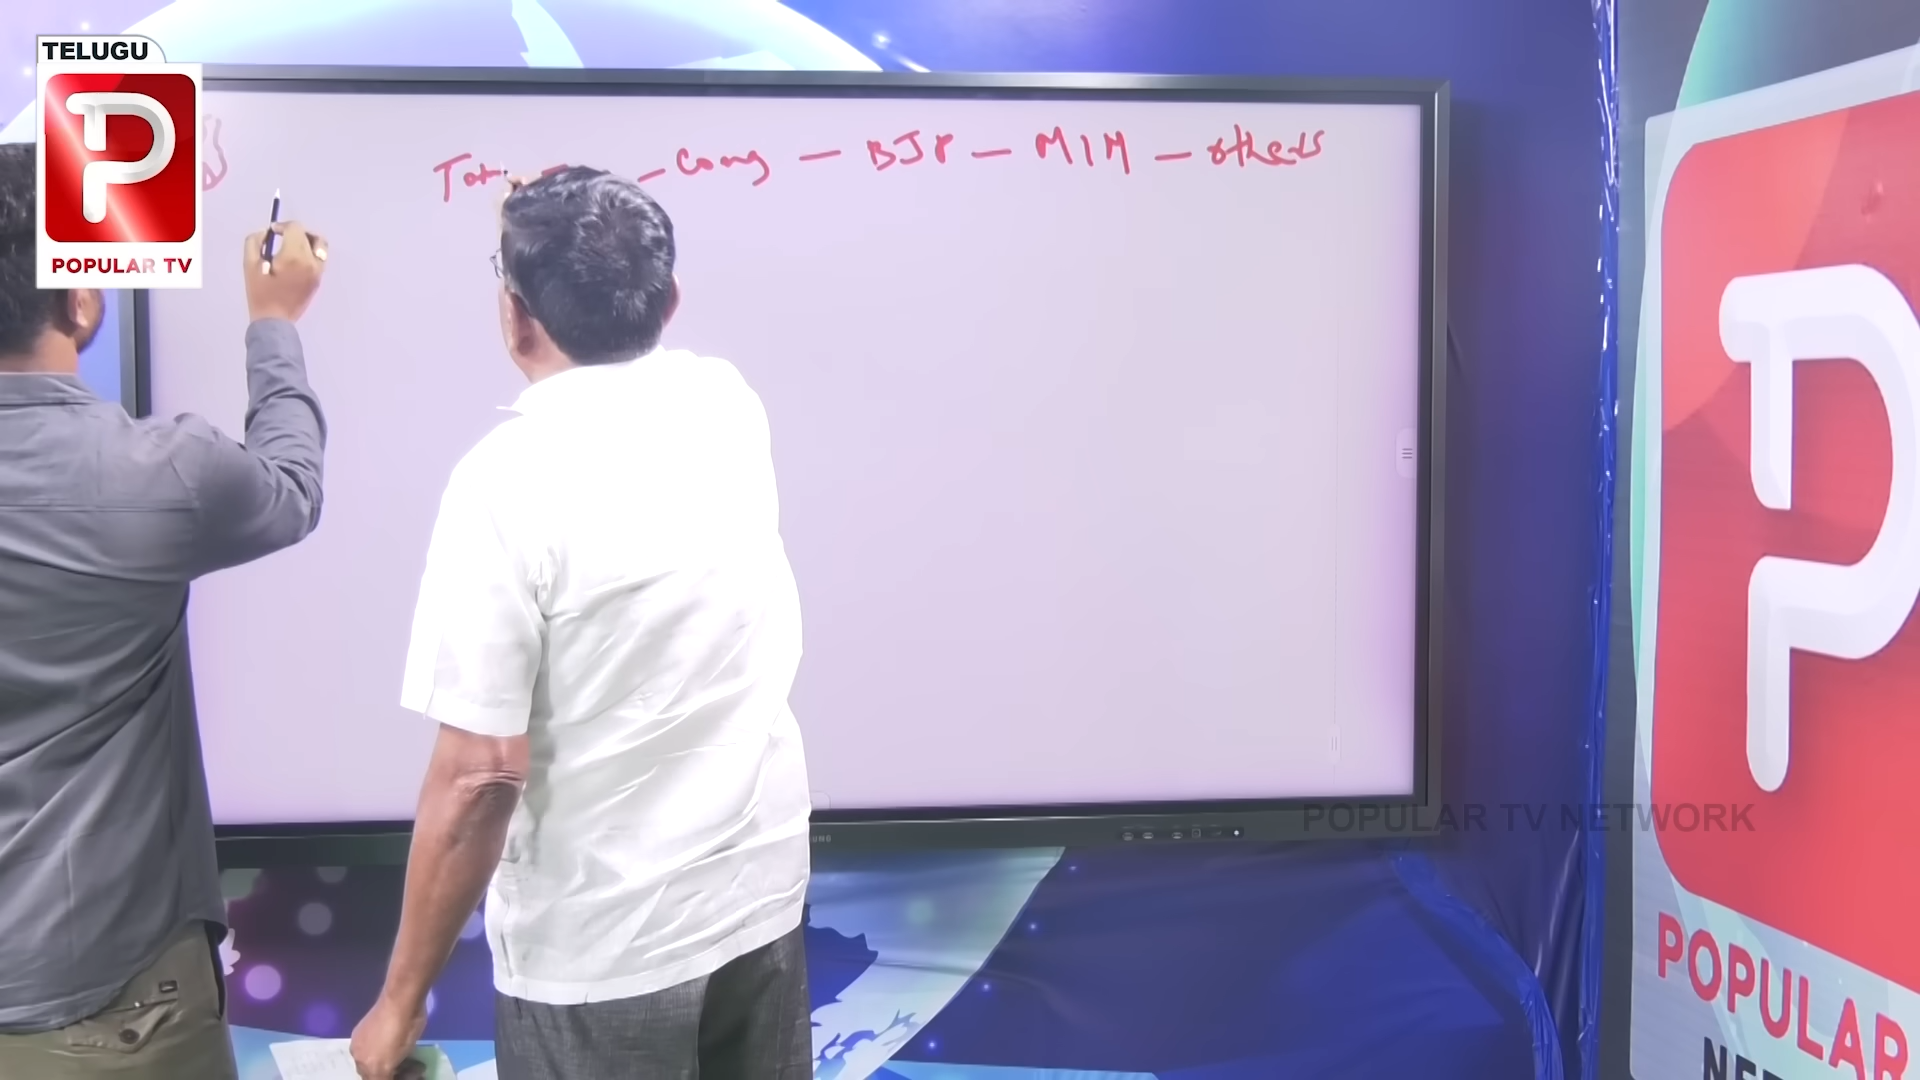 TELUGU
P
POPULAR TV
Cong — BJP — MIM — others
POPULAR TV NETWORK
P
POPULAR